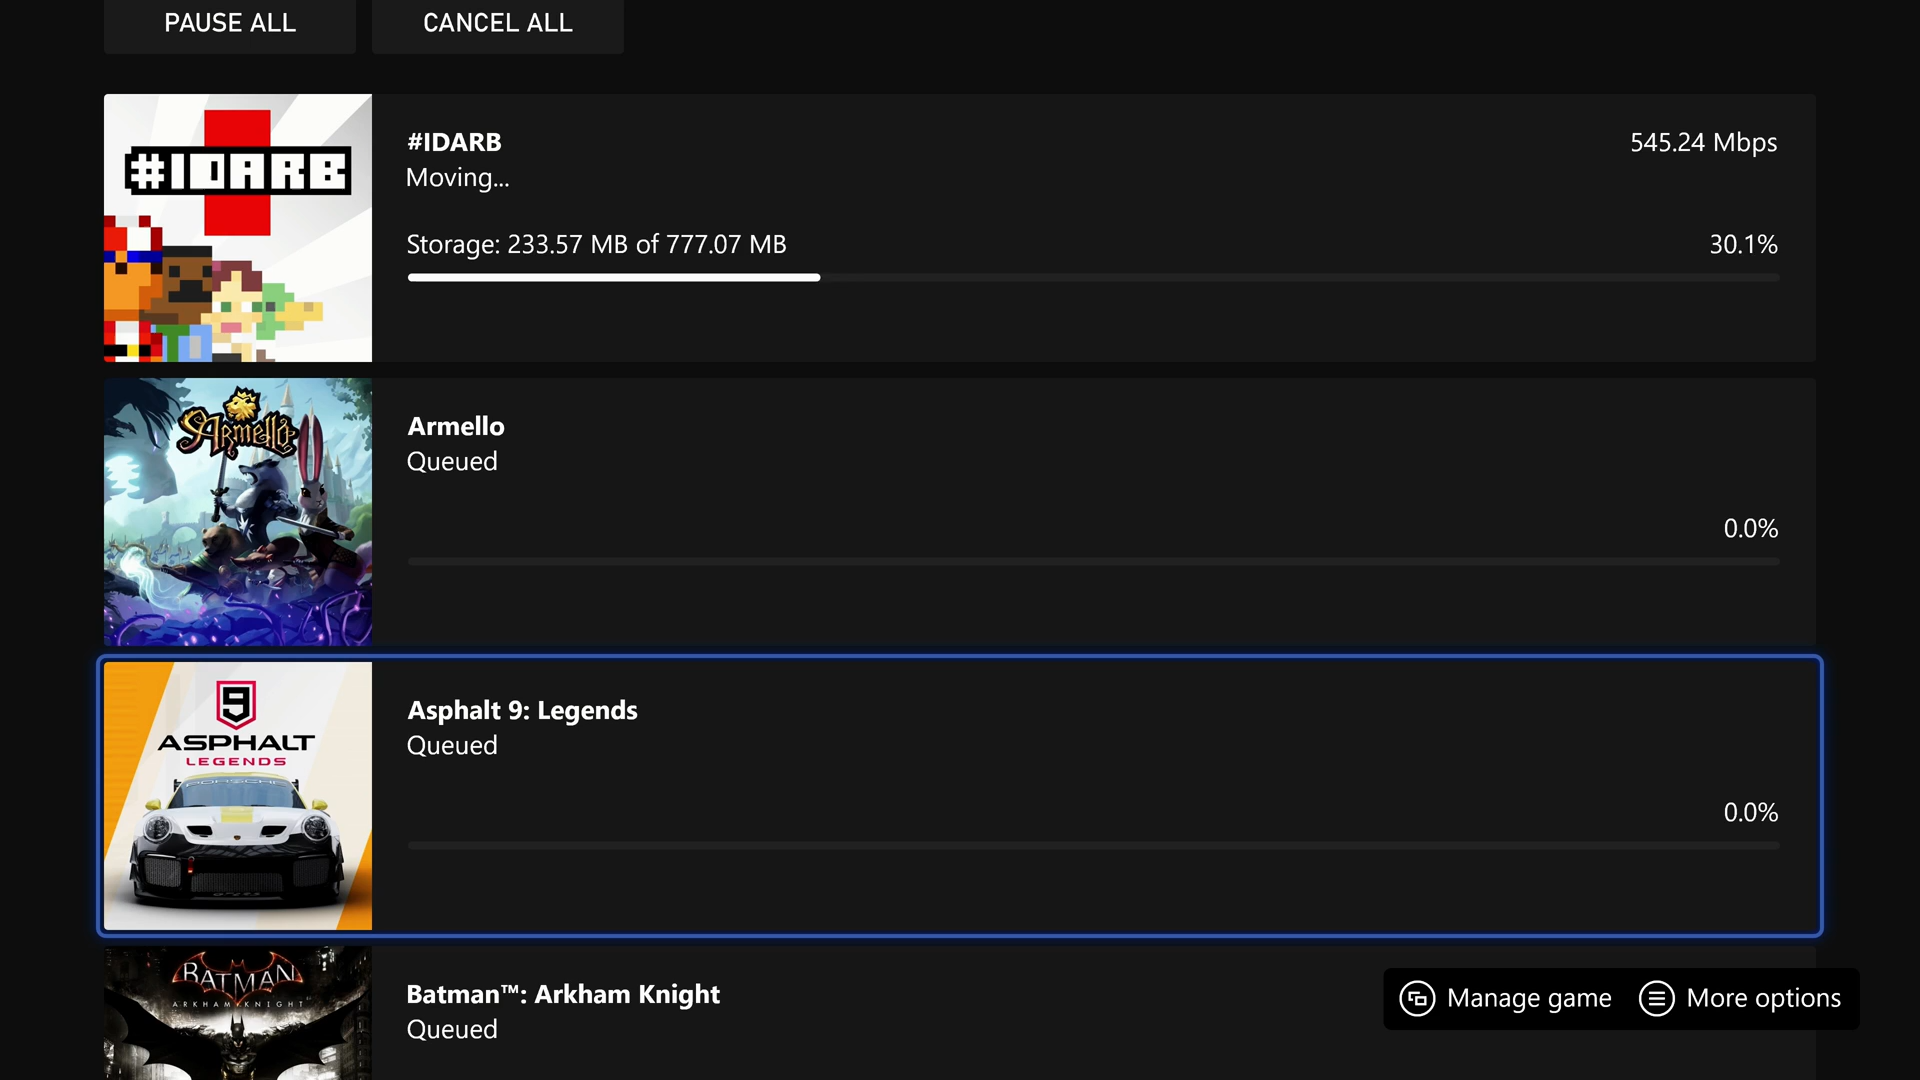 PAUSE ALL
CANCEL ALL
#IDARB
#IDARB
545.24 Mbps
Moving...
Storage: 233.57 MB of 777.07 MB
30.1%
Armello
Armello
Queued
0.0%
9
ASPHALT
LEGENDS
PORSCHE
Asphalt 9: Legends
Queued
0.0%
BATMAN
ARKHAM KNIGHT
Batman™: Arkham Knight
Queued
Manage game
More options